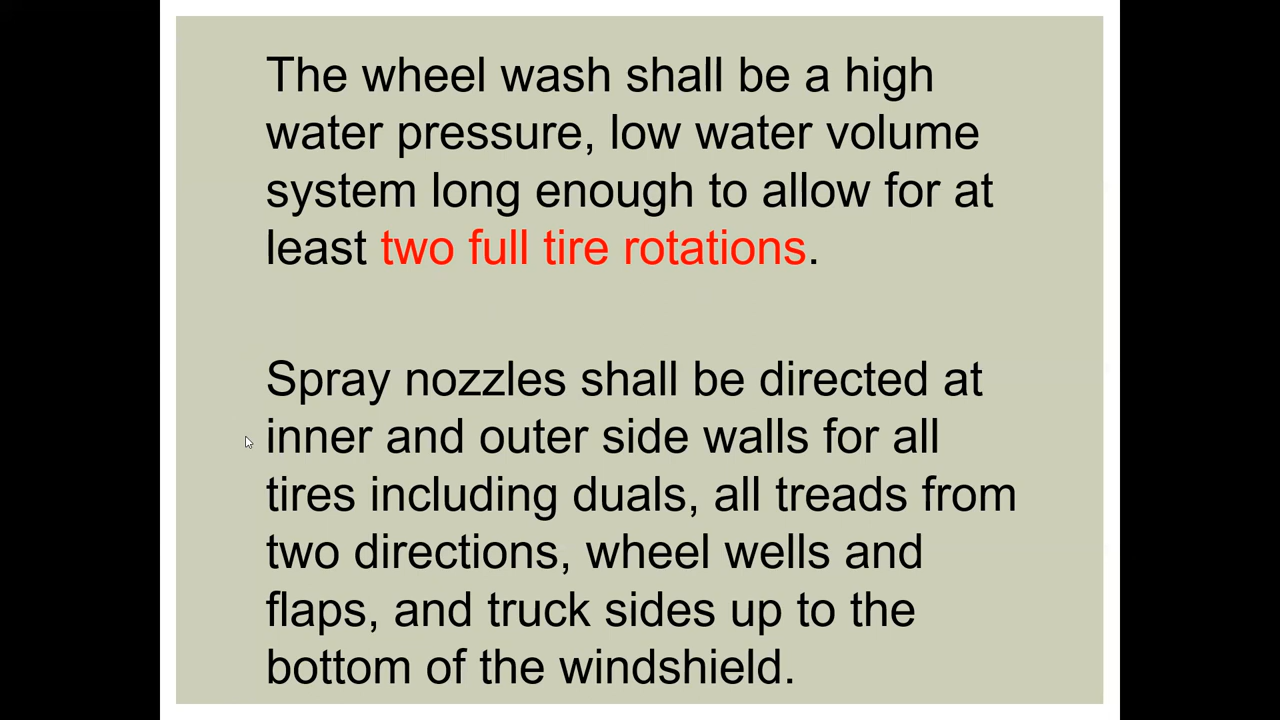 The wheel wash shall be a high
water pressure, low water volume
system long enough to allow for at
least two full tire rotations.
Spray nozzles shall be directed at
inner and outer side walls for all
tires including duals, all treads from
two directions, wheel wells and
flaps, and truck sides up to the
bottom of the windshield.